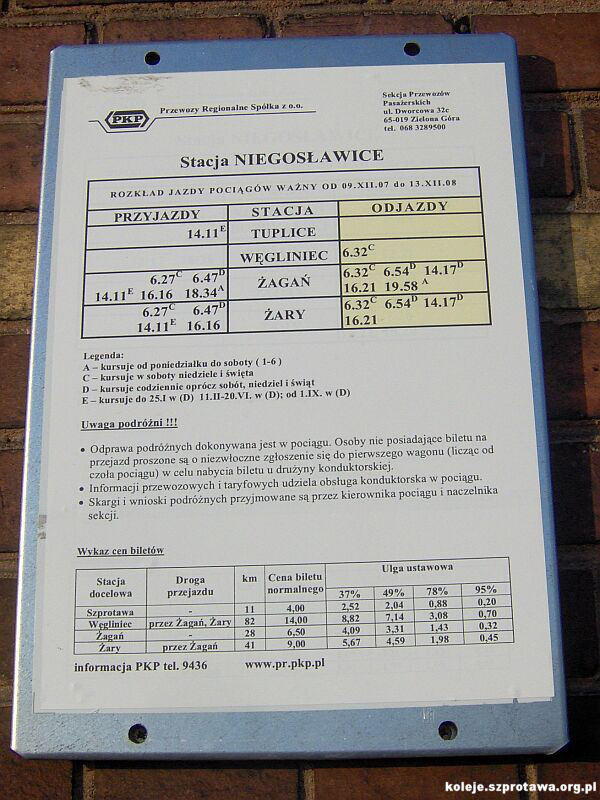 PKP
Przewozy Regionalne Spółka z o.o.
Sekcja Przewozów
Pasażerskich
ul. Dworcowa 32c
65-019 Zielona Góra
tel. 068 3289500
Stacja NIEGOSŁAWICE
ROZKŁAD JAZDY POCIĄGÓW WAŻNY OD 09.XII.07 do 13.XII.08
PRZYJAZDY STACJA ODJAZDY
14.11E TUPLICE
WĘGLINIEC 6.32C
6.27C 6.47D
14.11E 16.16 18.34A
ŻAGAŃ
6.32C 6.54D 14.17D
16.21 19.58 A
6.27C 6.47D
14.11E 16.16
ŻARY
6.32C 6.54D 14.17D
16.21
Legenda:
A – kursuje od poniedziałku do soboty ( 1-6 )
C – kursuje w soboty niedziele i święta
D – kursuje codziennie oprócz sobót, niedziel i świąt
E – kursuje do 25.I w (D) 11.II-20.VI. w (D); od 1.IX. w (D)
Uwaga podróżni !!!
• Odprawa podróżnych dokonywana jest w pociągu. Osoby nie posiadające biletu na
przejazd proszone są o niezwłoczne zgłoszenie się do pierwszego wagonu (licząc od
czoła pociągu) w celu nabycia biletu u drużyny konduktorskiej.
• Informacji przewozowych i taryfowych udziela obsługa konduktorska w pociągu.
• Skargi i wnioski podróżnych przyjmowane są przez kierownika pociągu i naczelnika
sekcji.
Wykaz cen biletów
Stacja docelowa Droga przejazdu km Cena biletu normalnego Ulga ustawowa
37% 49% 78% 95%
Szprotawa - 11 4,00 2,52 2,04 0,88 0,20
Węgliniec przez Żagań, Żary 82 14,00 8,82 7,14 3,08 0,70
Żagań - 28 6,50 4,09 3,31 1,43 0,32
Żary przez Żagań 41 9,00 5,67 4,59 1,98 0,45
informacja PKP tel. 9436 www.pr.pkp.pl
koleje.szprotawa.org.pl